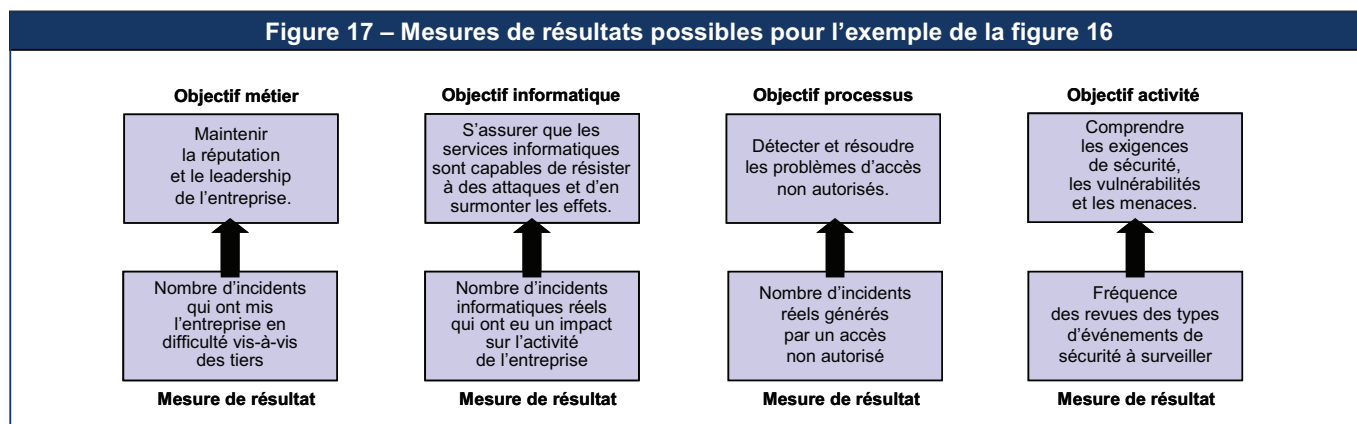 Figure 17 – Mesures de résultats possibles pour l’exemple de la figure 16
Objectif métier
Maintenir
la réputation
et le leadership
de l’entreprise.
Nombre d’incidents
qui ont mis
l’entreprise en
difficulté vis-à-vis
des tiers
Mesure de résultat
Objectif informatique
S’assurer que les
services informatiques
sont capables de résister
à des attaques et d’en
surmonter les effets.
Nombre d’incidents
informatiques réels
qui ont eu un impact
sur l’activité
de l’entreprise
Mesure de résultat
Objectif processus
Détecter et résoudre
les problèmes d’accès
non autorisés.
Nombre d’incidents
réels générés
par un accès
non autorisé
Mesure de résultat
Objectif activité
Comprendre
les exigences
de sécurité,
les vulnérabilités
et les menaces.
Fréquence
des revues des types
d’événements de
sécurité à surveiller
Mesure de résultat